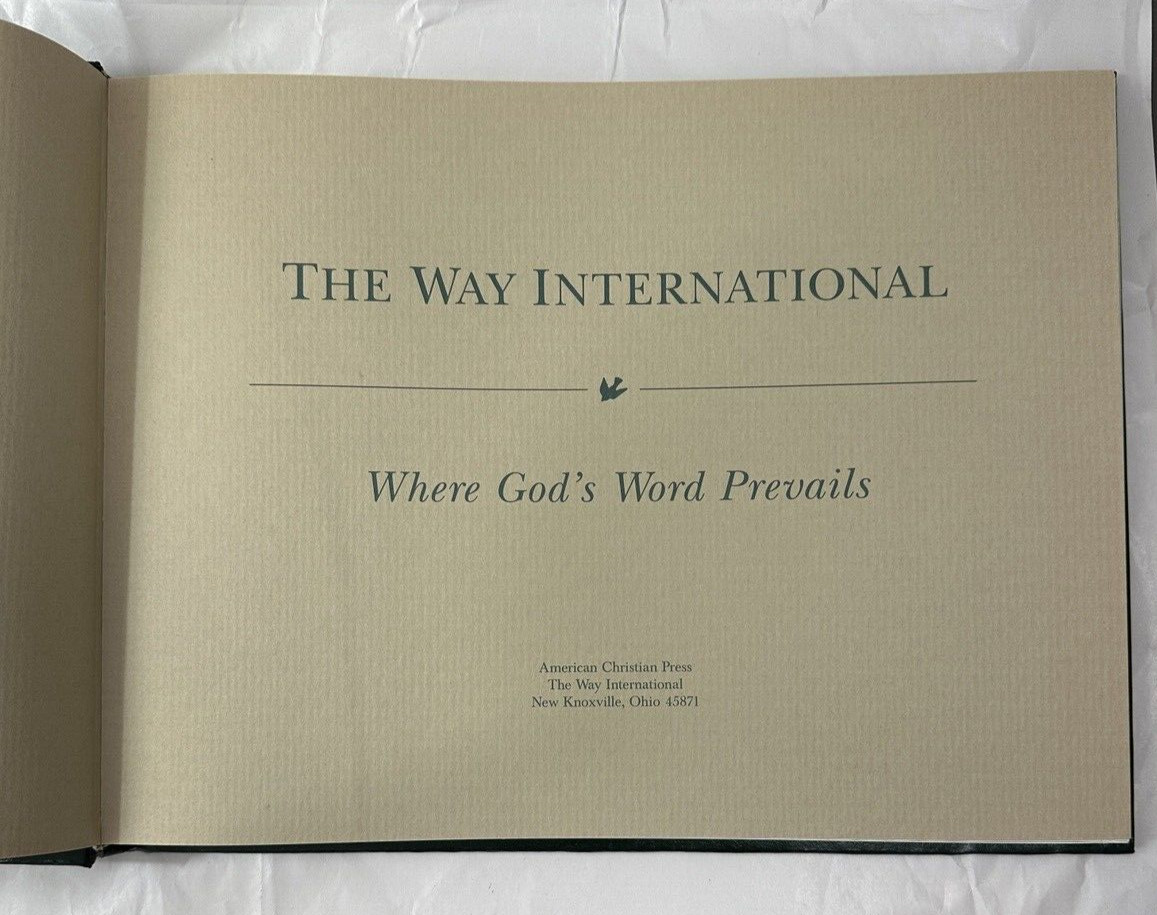 THE WAY INTERNATIONAL
Where God's Word Prevails
American Christian Press
The Way International
New Knoxville, Ohio 45871